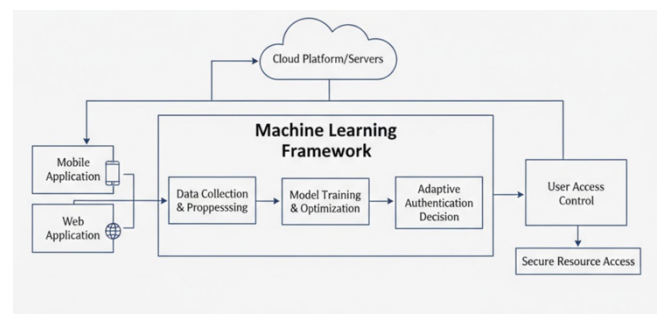 Cloud Platform/Servers
Machine Learning
Framework
Mobile
Application
Web
Application
Data Collection
& Proppesssing
Model Training
& Optimization
Adaptive
Authentication
Decision
User Access
Control
Secure Resource Access